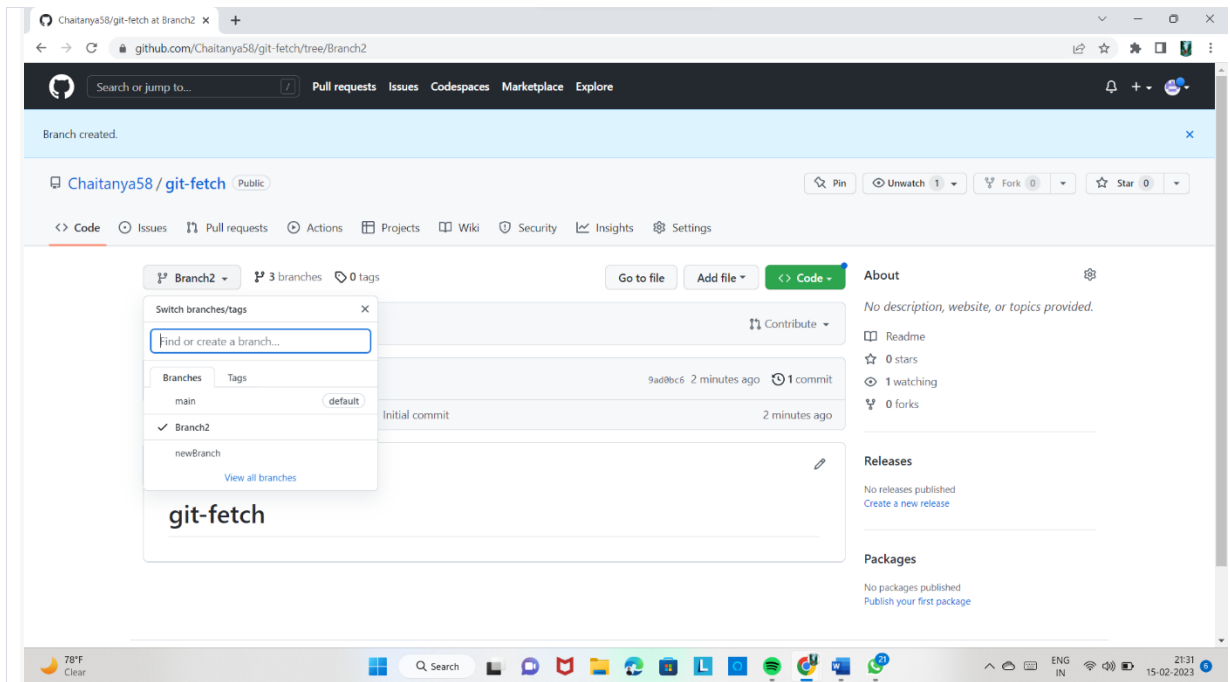 Chaitanya58/git-fetch at Branch2
github.com/Chaitanya58/git-fetch/tree/Branch2
Search or jump to... / Pull requests Issues Codespaces Marketplace Explore
Branch created.
Chaitanya58 / git-fetch Public
Pin Unwatch 1 Fork 0 Star 0
<> Code Issues Pull requests Actions Projects Wiki Security Insights Settings
Branch2 3 branches 0 tags Go to file Add file <> Code
Switch branches/tags
Find or create a branch...
Branches Tags
main default
Branch2
newBranch
View all branches
Contribute
9ad0bc6 2 minutes ago 1 commit
Initial commit 2 minutes ago
git-fetch
About
No description, website, or topics provided.
Readme
0 stars
1 watching
0 forks
Releases
No releases published
Create a new release
Packages
No packages published
Publish your first package
78°F
Clear
Search
L
W
21
ENG
IN
21:31
15-02-2023
6